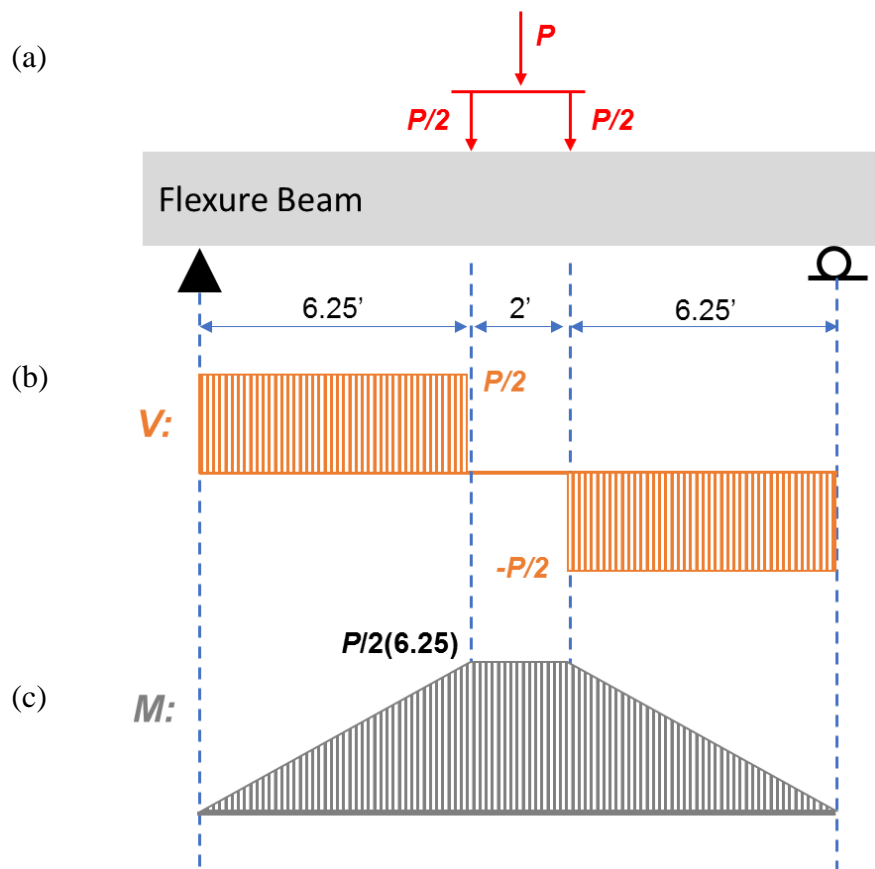 (a)
P
P/2 P/2
Flexure Beam
6.25’ 2’ 6.25’
(b)
P/2
V:
-P/2
P/2(6.25)
(c)
M: